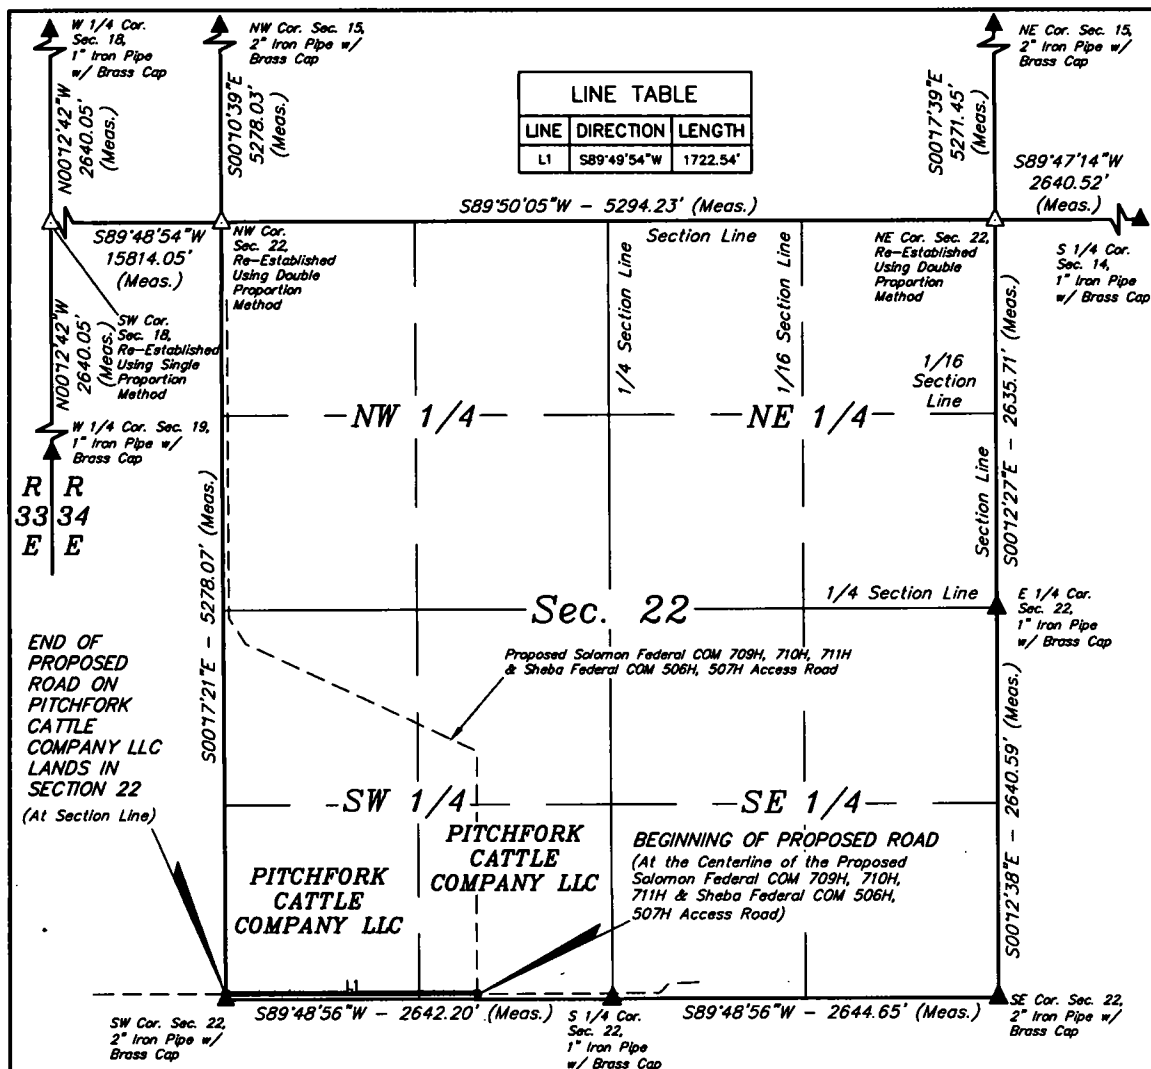 W 1/4 Cor.
Sec. 18,
1" Iron Pipe
w/ Brass Cap
NW Cor. Sec. 15,
2" Iron Pipe w/
Brass Cap
NE Cor. Sec. 15,
2" Iron Pipe w/
Brass Cap
N00°12'42"W
2640.05'
(Meas.)
S00°10'39"E
5278.03'
(Meas.)
LINE TABLE
LINE DIRECTION LENGTH
L1 S89°49'54"W 1722.54'
S00°17'39"E
5271.45'
(Meas.)
S89°47'14"W
2640.52'
(Meas.)
S89°50'05"W - 5294.23' (Meas.)
S89°48'54"W
15814.05'
(Meas.)
NW Cor.
Sec. 22,
Re-Established
Using Double
Proportion
Method
Section Line
NE Cor. Sec. 22,
Re-Established
Using Double
Proportion
Method
S 1/4 Cor.
Sec. 14,
1" Iron Pipe
w/ Brass Cap
N00°12'42"W
2640.05'
(Meas.)
SW Cor.
Sec. 18,
Re-Established
Using Single
Proportion
Method
1/4 Section Line
1/16 Section Line
1/16
Section
Line
S00°12'27"E - 2635.71' (Meas.)
Section Line
NW 1/4
NE 1/4
W 1/4 Cor. Sec. 19,
1" Iron Pipe w/
Brass Cap
R R
33 34
E E
S00°17'21"E - 5278.07' (Meas.)
Sec. 22
1/4 Section Line
E 1/4 Cor.
Sec. 22,
1" Iron Pipe
w/ Brass Cap
END OF
PROPOSED
ROAD ON
PITCHFORK
CATTLE
COMPANY LLC
LANDS IN
SECTION 22
(At Section Line)
Proposed Solomon Federal COM 709H, 710H, 711H
& Sheba Federal COM 506H, 507H Access Road
S00°12'38"E - 2640.59' (Meas.)
SW 1/4
SE 1/4
PITCHFORK
CATTLE
COMPANY LLC
PITCHFORK
CATTLE
COMPANY LLC
BEGINNING OF PROPOSED ROAD
(At the Centerline of the Proposed
Solomon Federal COM 709H, 710H,
711H & Sheba Federal COM 506H,
507H Access Road)
L1
SW Cor. Sec. 22,
2" Iron Pipe w/
Brass Cap
S89°48'56"W - 2642.20' (Meas.)
S 1/4 Cor.
Sec. 22,
1" Iron Pipe
w/ Brass Cap
S89°48'56"W - 2644.65' (Meas.)
SE Cor. Sec. 22,
2" Iron Pipe w/
Brass Cap